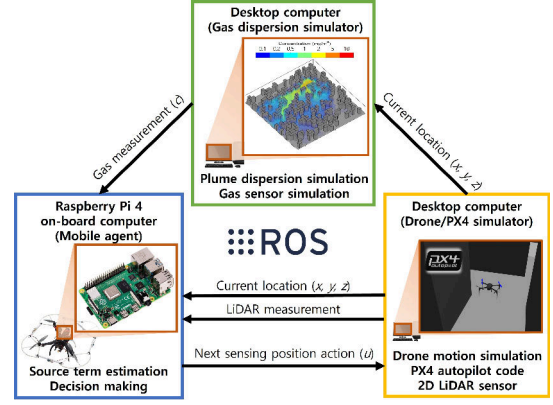 Desktop computer
(Gas dispersion simulator)
0.1 0.2 0.5 1 2 5 10
Plume dispersion simulation
Gas sensor simulation
Gas measurement (c)
Current location (x, y, z)
Raspberry Pi 4
on-board computer
(Mobile agent)
Source term estimation
Decision making
ROS
Current location (x, y, z)
LiDAR measurement
Next sensing position action (u)
Desktop computer
(Drone/PX4 simulator)
PX4
autopilot
Drone motion simulation
PX4 autopilot code
2D LiDAR sensor